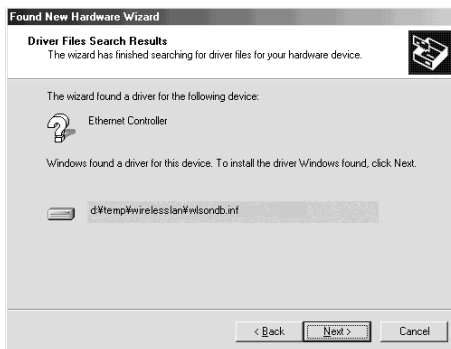 Found New Hardware Wizard
Driver Files Search Results
The wizard has finished searching for driver files for your hardware device.
The wizard found a driver for the following device:
Ethernet Controller
Windows found a driver for this device. To install the driver Windows found, click Next.
d:¥temp¥wirelesslan¥wlsondb.inf
< Back Next > Cancel